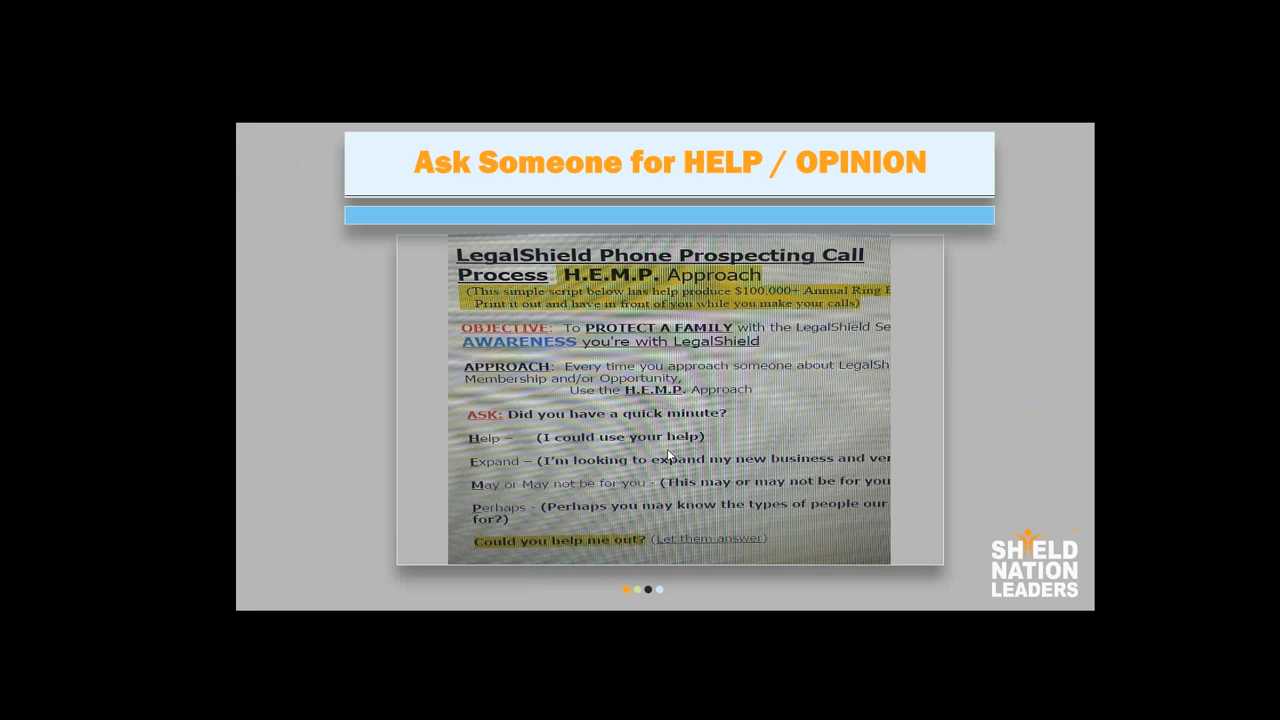 Ask Someone for HELP / OPINION
LegalShield Phone Prospecting Call
Process H.E.M.P. Approach
(This simple script below has help produce $100,000+ Annual Ring E
Print it out and have in front of you while you make your calls)
OBJECTIVE: To PROTECT A FAMILY with the LegalShield Se
AWARENESS you're with LegalShield
APPROACH: Every time you approach someone about LegalSh
Membership and/or Opportunity,
Use the H.E.M.P. Approach
ASK: Did you have a quick minute?
Help – (I could use your help)
Expand – (I'm looking to expand my new business and ver
May or May not be for you - (This may or may not be for you
Perhaps - (Perhaps you may know the types of people our
for?)
Could you help me out? (Let them answer)
SHIELD
NATION
LEADERS